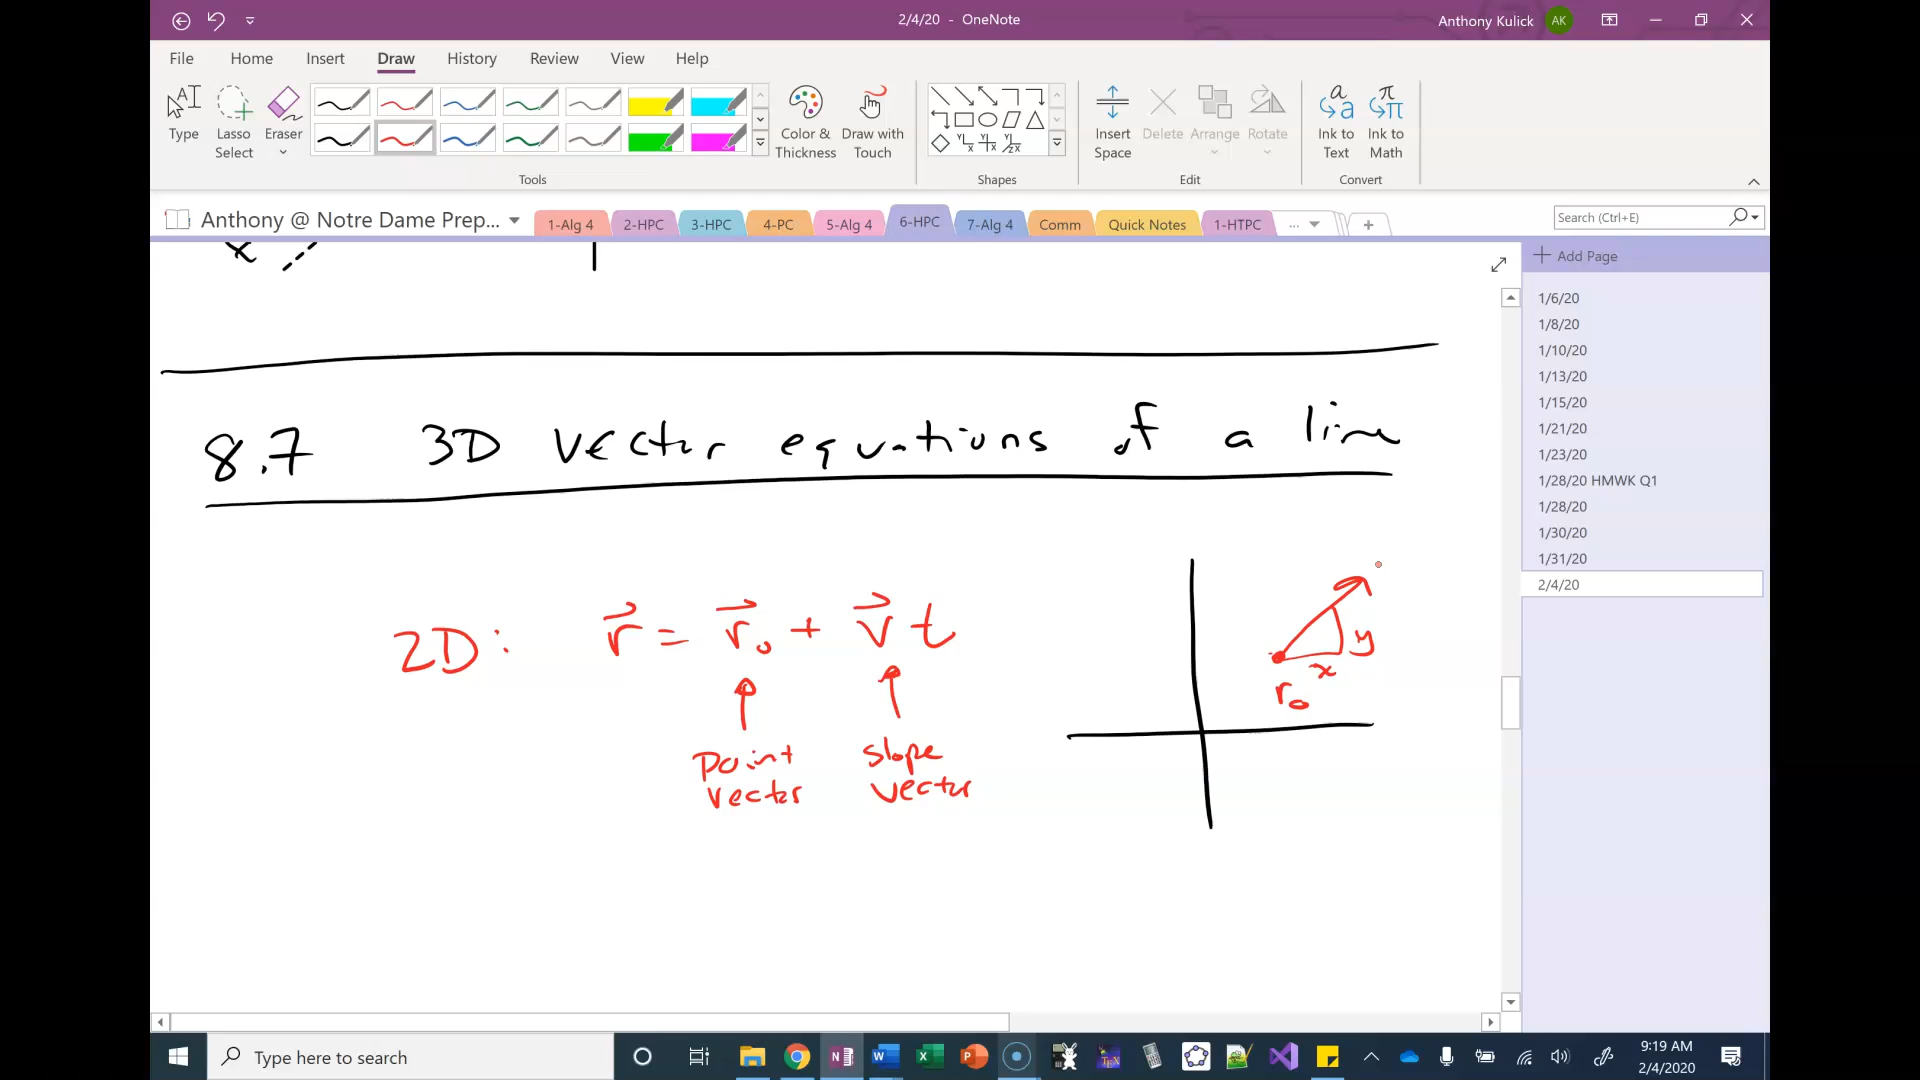 2/4/20 - OneNote
Anthony Kulick AK
File Home Insert Draw History Review View Help
Type
Lasso Select
Eraser
Color & Thickness
Draw with Touch
Insert Space
Delete Arrange Rotate
Ink to Text
Ink to Math
Tools Shapes Edit Convert
Anthony @ Notre Dame Prep...
1-Alg 4 2-HPC 3-HPC 4-PC 5-Alg 4 6-HPC 7-Alg 4 Comm Quick Notes 1-HTPC ...
Search (Ctrl+E)
Add Page
1/6/20
1/8/20
1/10/20
1/13/20
1/15/20
1/21/20
1/23/20
1/28/20 HMWK Q1
1/28/20
1/30/20
1/31/20
2/4/20
x
8.7 3D vector equations of a line
2D: r⃗ = r⃗₀ + v⃗ t
point vector
slope vector
y
x
r₀
Type here to search
9:19 AM
2/4/2020